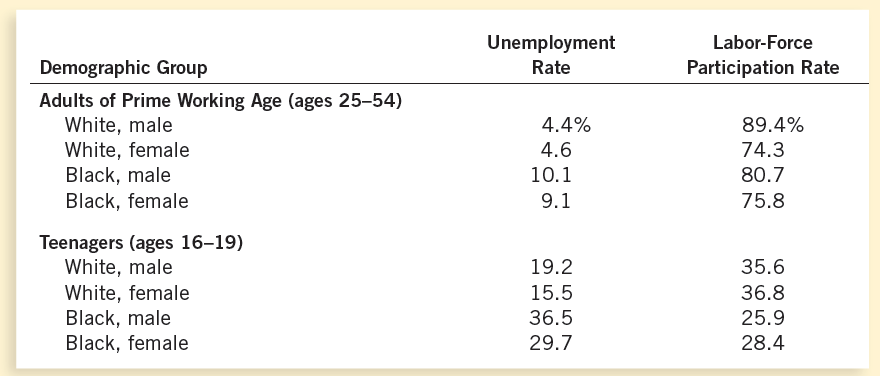 Unemployment Labor-Force
Demographic Group Rate Participation Rate
Adults of Prime Working Age (ages 25–54)
White, male 4.4% 89.4%
White, female 4.6 74.3
Black, male 10.1 80.7
Black, female 9.1 75.8
Teenagers (ages 16–19)
White, male 19.2 35.6
White, female 15.5 36.8
Black, male 36.5 25.9
Black, female 29.7 28.4